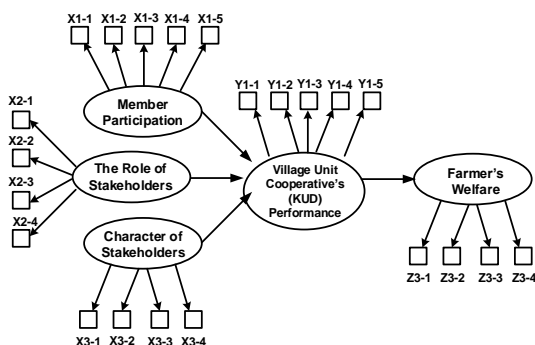 X1-1 X1-2 X1-3 X1-4 X1-5
Member
Participation
X2-1
X2-2
X2-3
X2-4
The Role of
Stakeholders
Character of
Stakeholders
X3-1 X3-2 X3-3 X3-4
Y1-1 Y1-2 Y1-3 Y1-4 Y1-5
Village Unit
Cooperative's
(KUD)
Performance
Farmer's
Welfare
Z3-1 Z3-2 Z3-3 Z3-4